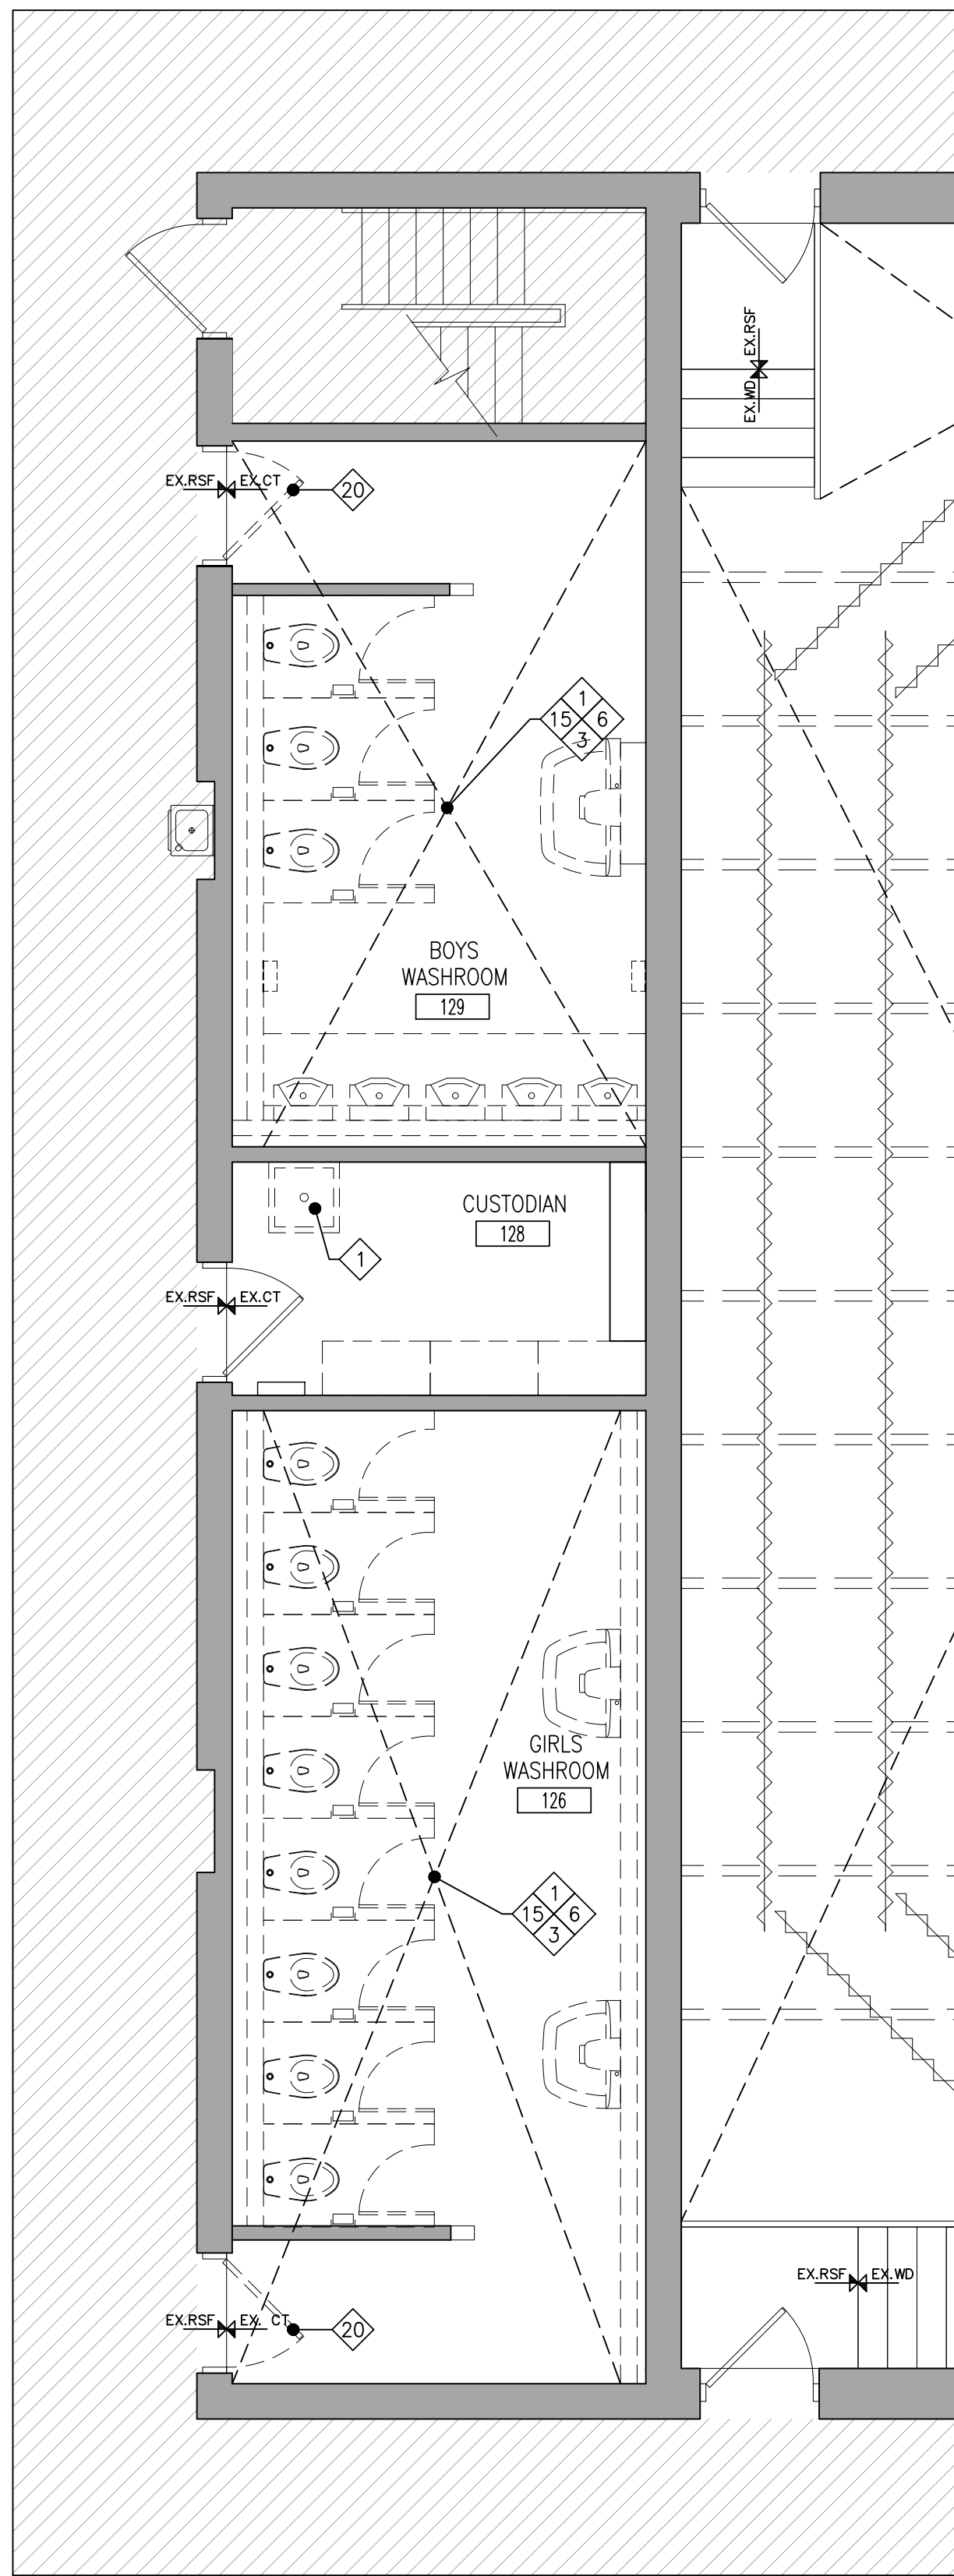 EX.RSF
EX.WD
EX.RSF EX.CT
20
1
15 6
3
BOYS
WASHROOM
129
CUSTODIAN
128
1
EX.RSF EX.CT
GIRLS
WASHROOM
126
1
15 6
3
EX.RSF EX.WD
EX.RSF EX. CT
20